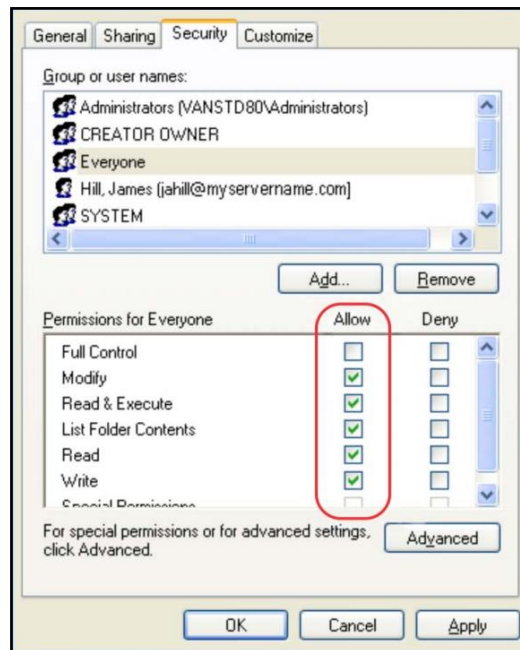 General Sharing Security Customize
Group or user names:
Administrators (VANSTD80\Administrators)
CREATOR OWNER
Everyone
Hill, James (jahill@myservername.com]
SYSTEM
Add... Remove
Permissions for Everyone Allow Deny
Full Control
Modify
Read & Execute
List Folder Contents
Read
Write
Special Permissions
For special permissions or for advanced settings, Advanced
click Advanced.
OK Cancel Apply